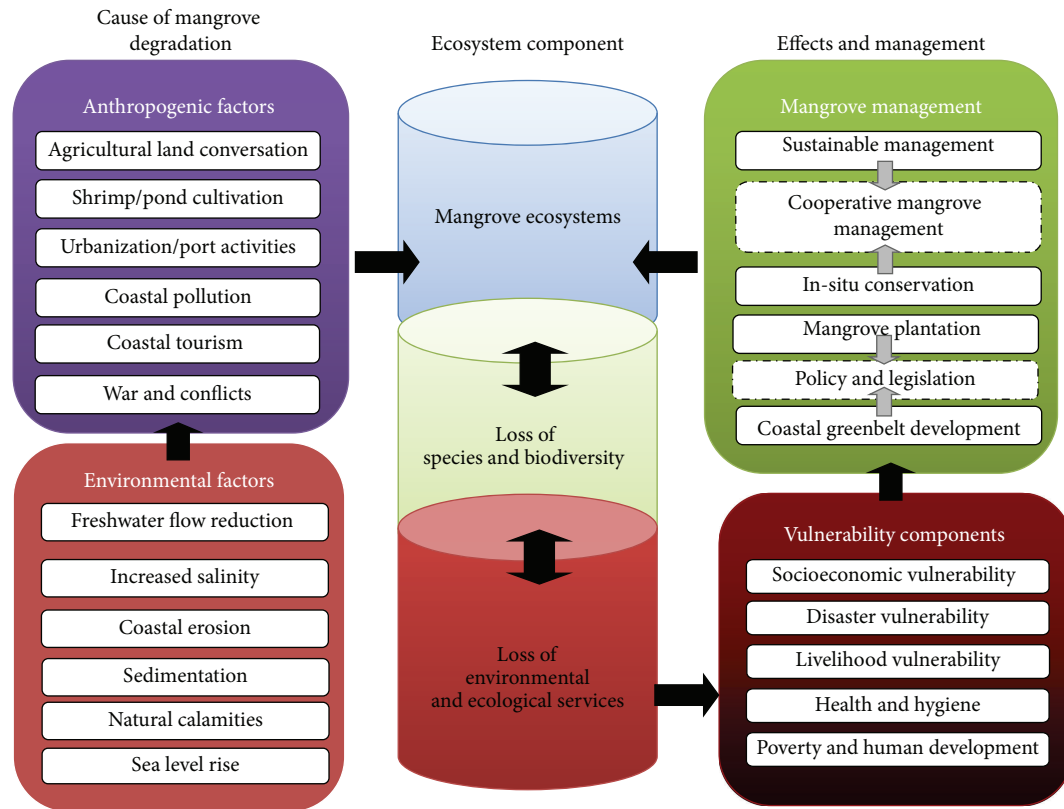 Cause of mangrove
degradation
Anthropogenic factors
Agricultural land conversation
Shrimp/pond cultivation
Urbanization/port activities
Coastal pollution
Coastal tourism
War and conflicts
Environmental factors
Freshwater flow reduction
Increased salinity
Coastal erosion
Sedimentation
Natural calamities
Sea level rise
Ecosystem component
Mangrove ecosystems
Loss of
species and biodiversity
Loss of
environmental
and ecological services
Effects and management
Mangrove management
Sustainable management
Cooperative mangrove
management
In-situ conservation
Mangrove plantation
Policy and legislation
Coastal greenbelt development
Vulnerability components
Socioeconomic vulnerability
Disaster vulnerability
Livelihood vulnerability
Health and hygiene
Poverty and human development